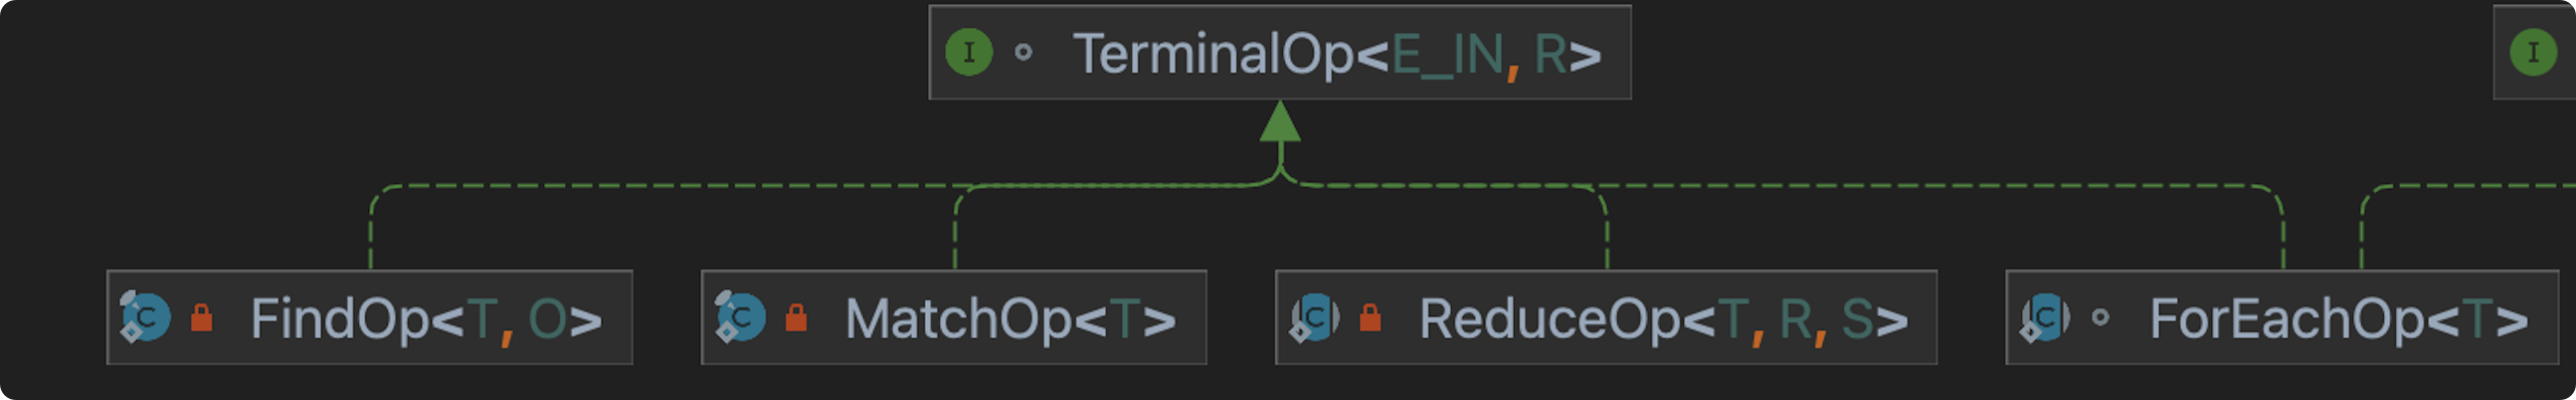 I TerminalOp<E_IN, R> I
C FindOp<T, O> C MatchOp<T> C ReduceOp<T, R, S> C ForEachOp<T>